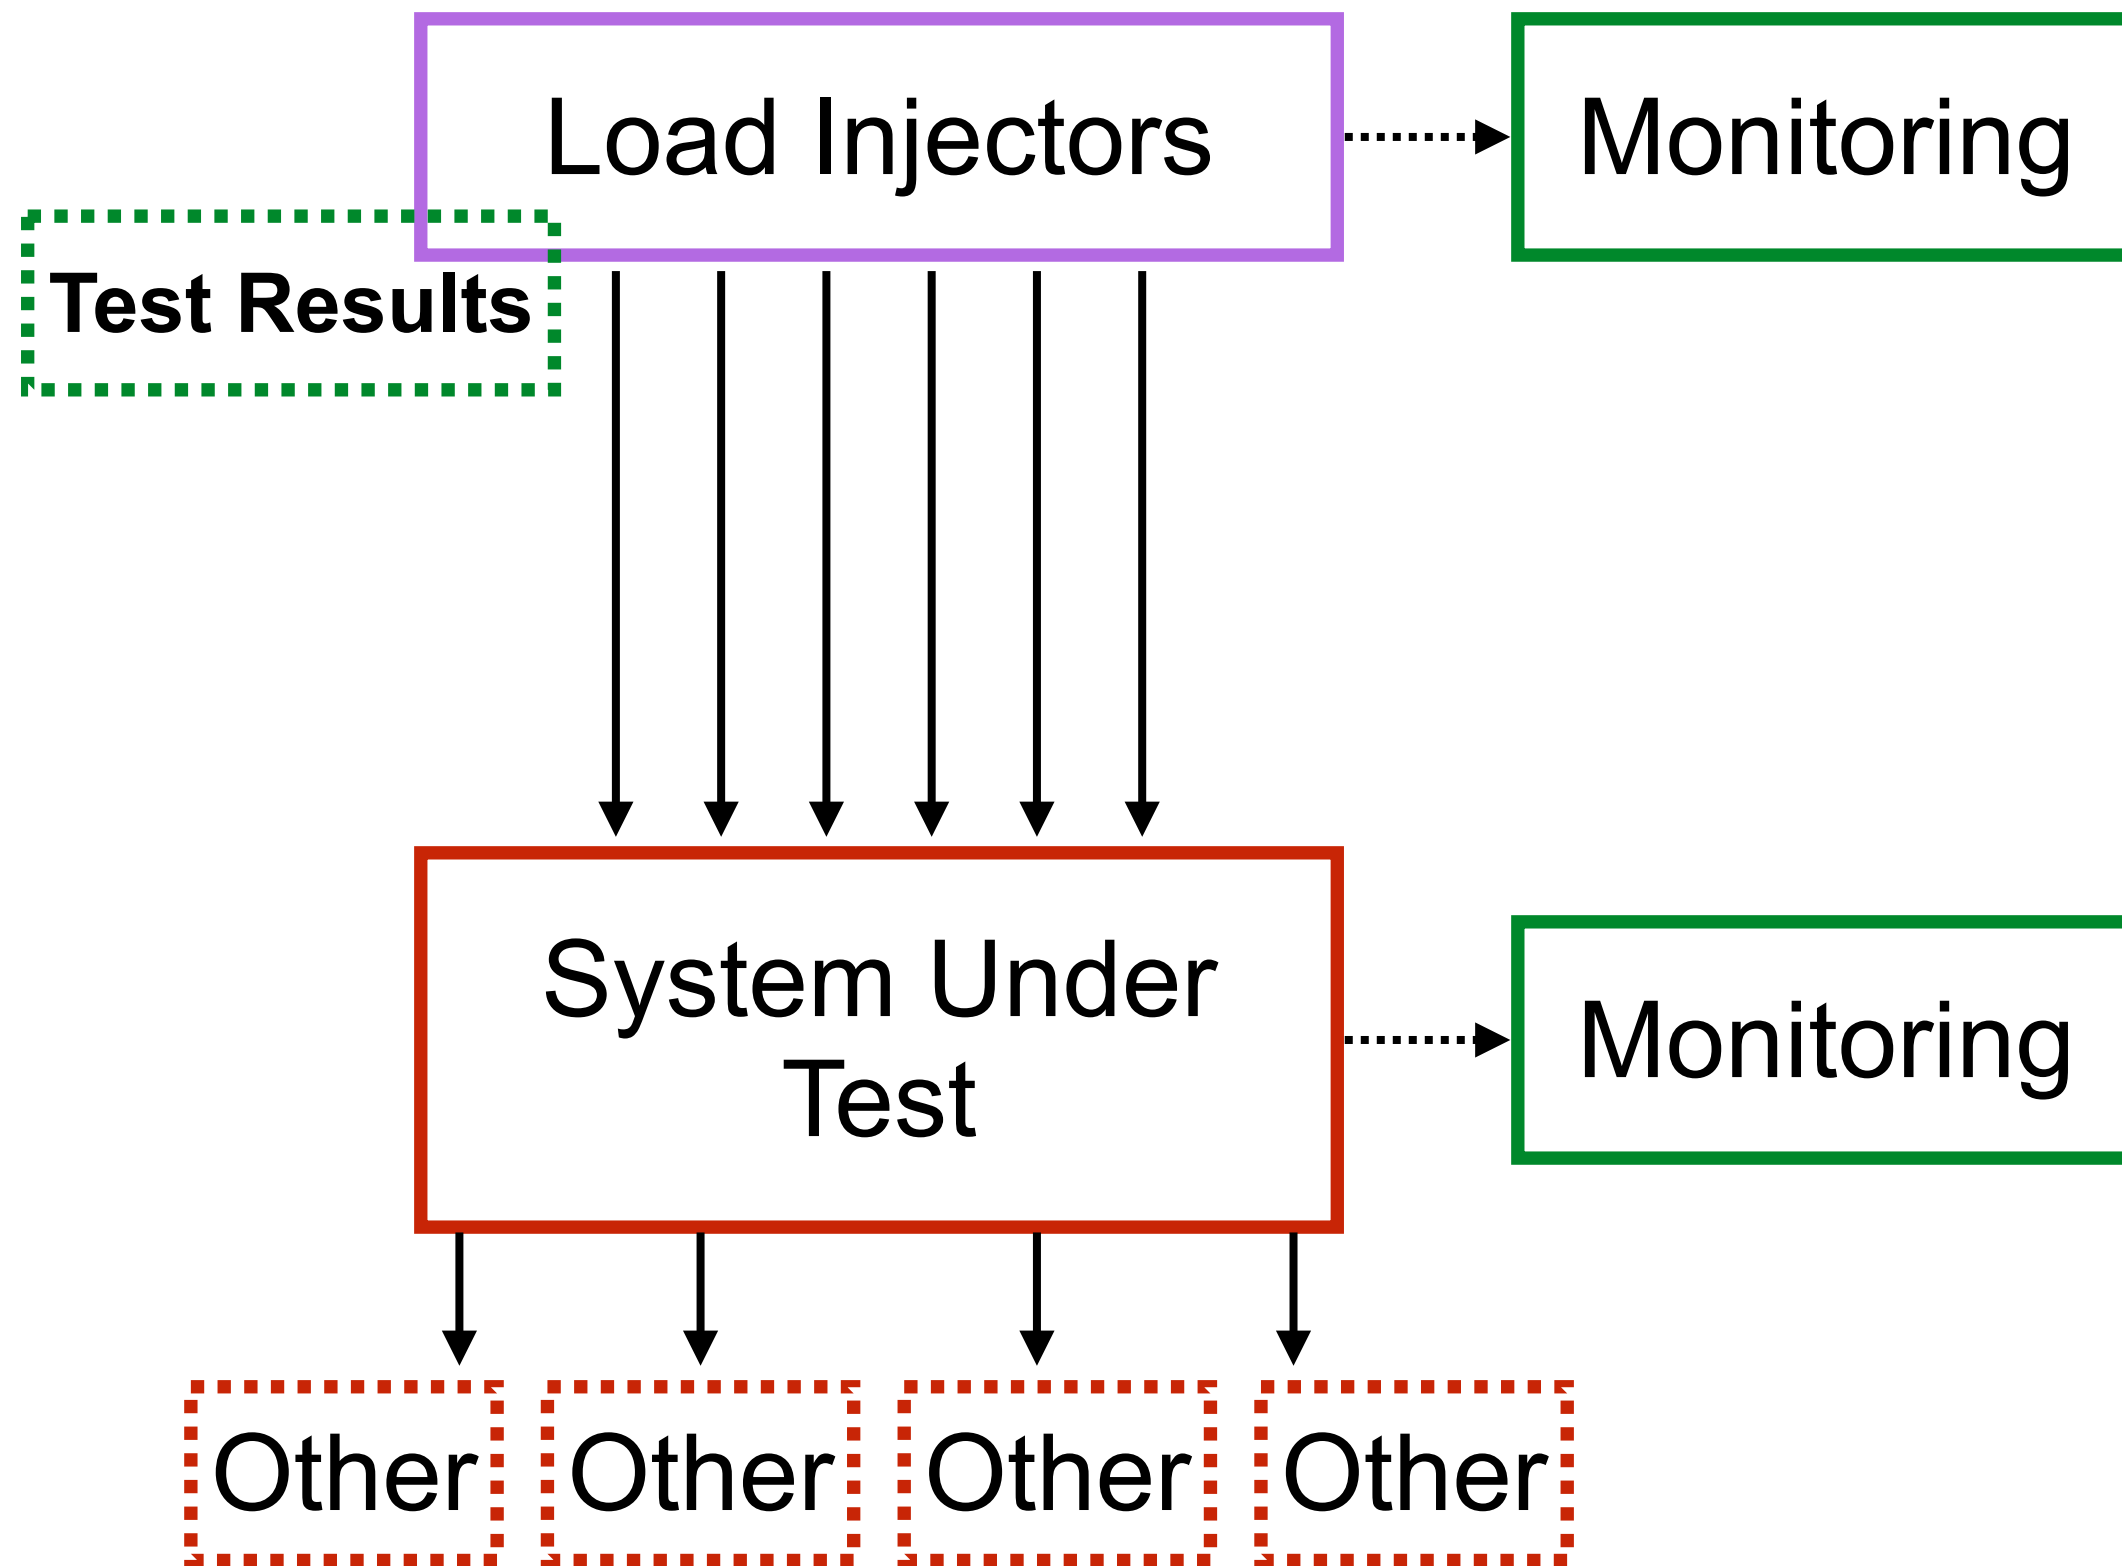 Load Injectors
Monitoring
Test Results
System Under
Test
Monitoring
Other
Other
Other
Other